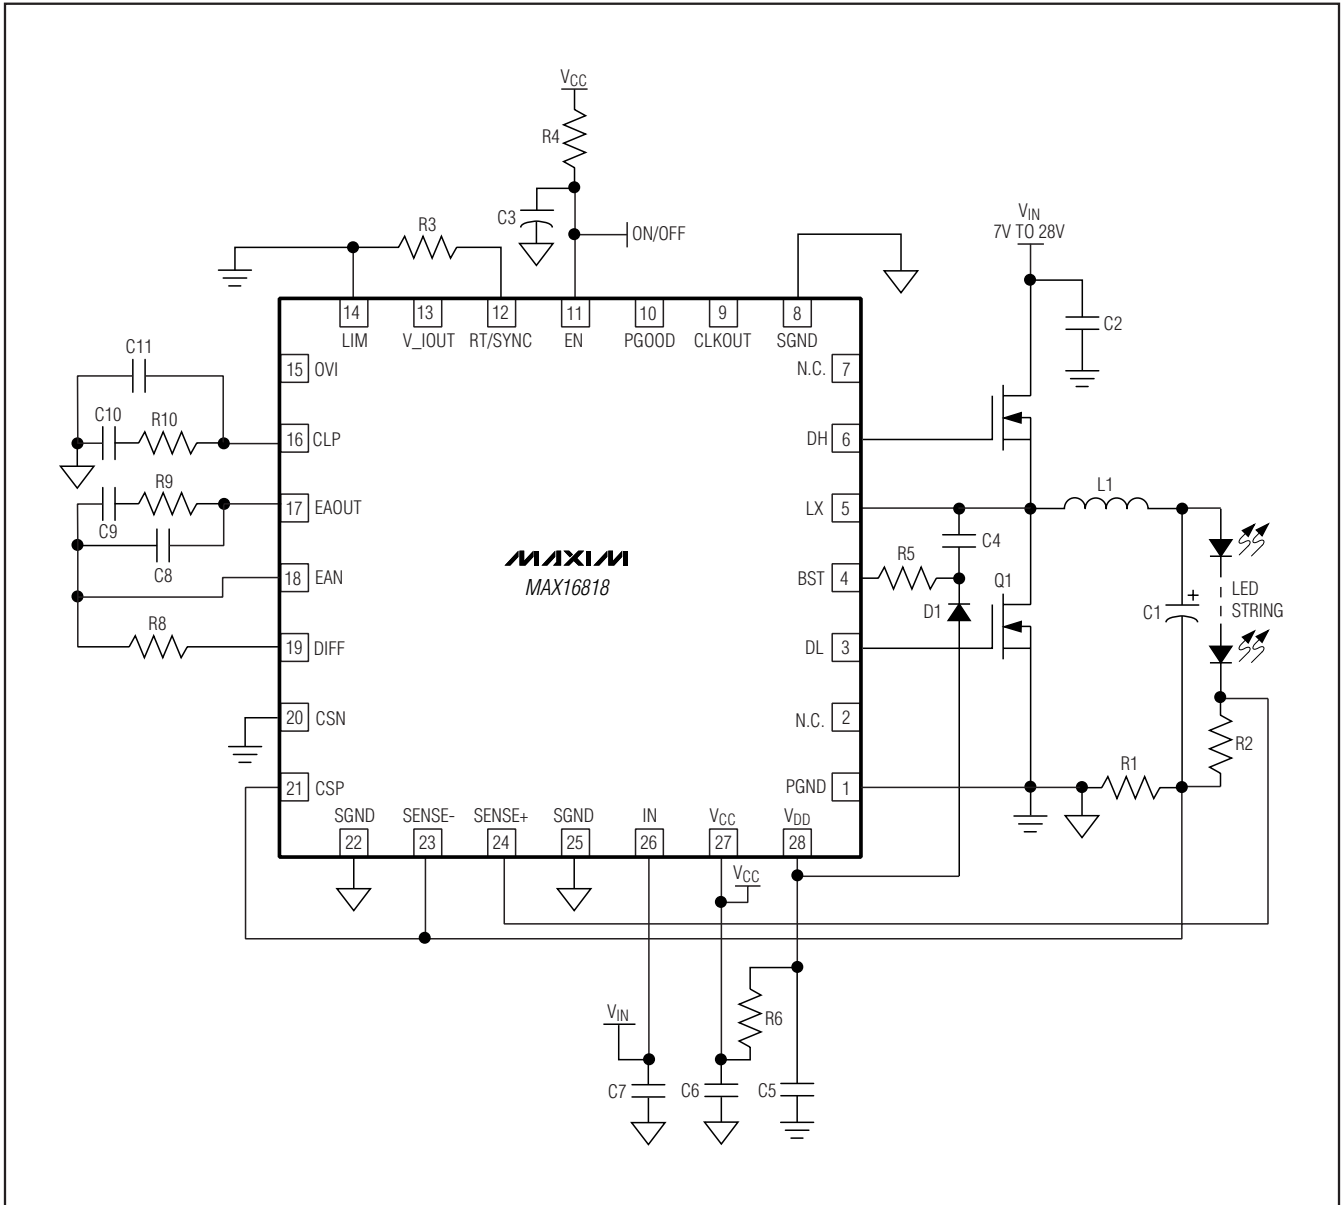 VCC
R4
C3
ON/OFF
R3
VIN
7V TO 28V
C2
14 13 12 11 10 9 8
LIM V_IOUT RT/SYNC EN PGOOD CLKOUT SGND
C11
15 OVI
N.C. 7
C10 R10
16 CLP
DH 6
R9
C9
17 EAOUT
LX 5
L1
C8
C4
MAXIM
MAX16818
18 EAN
BST 4
R5
Q1
D1
C1 +
LED
STRING
R8
19 DIFF
DL 3
20 CSN
N.C. 2
R2
R1
21 CSP
PGND 1
SGND SENSE- SENSE+ SGND IN VCC VDD
22 23 24 25 26 27 28
VCC
VIN
R6
C7
C6
C5